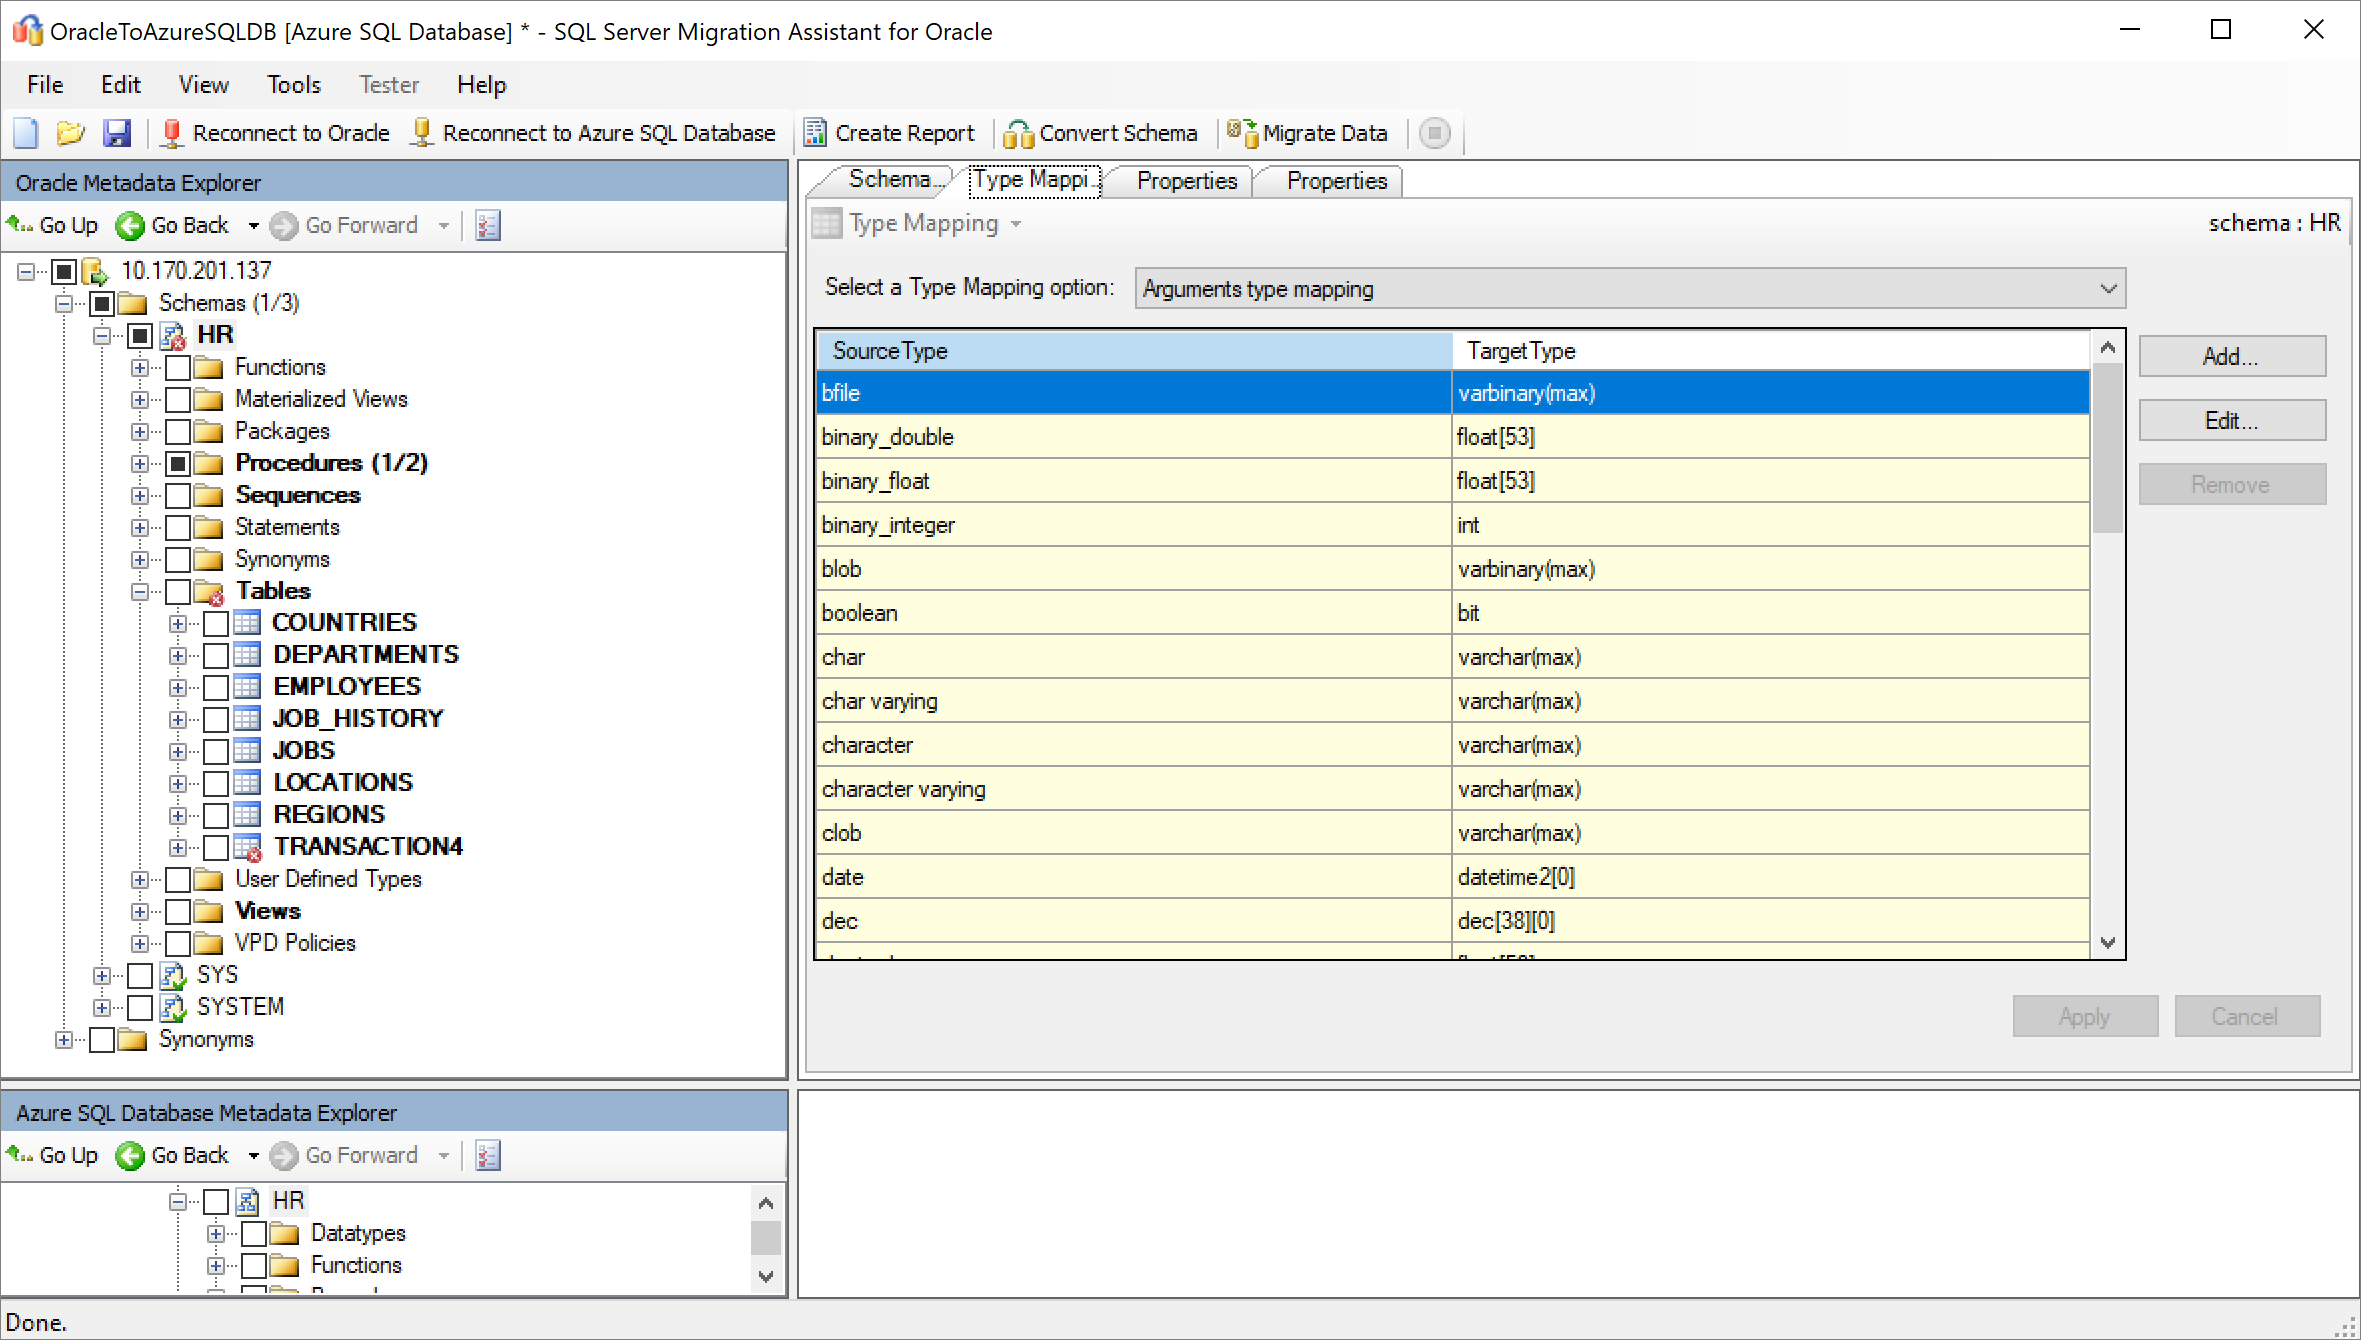 OracleToAzureSQLDB [Azure SQL Database] * - SQL Server Migration Assistant for Oracle
File Edit View Tools Tester Help
Reconnect to Oracle Reconnect to Azure SQL Database Create Report Convert Schema Migrate Data
Oracle Metadata Explorer
Go Up Go Back Go Forward
10.170.201.137
Schemas (1/3)
HR
Functions
Materialized Views
Packages
Procedures (1/2)
Sequences
Statements
Synonyms
Tables
COUNTRIES
DEPARTMENTS
EMPLOYEES
JOB_HISTORY
JOBS
LOCATIONS
REGIONS
TRANSACTION4
User Defined Types
Views
VPD Policies
SYS
SYSTEM
Synonyms
Schema... Type Mappi... Properties Properties
Type Mapping schema : HR
Select a Type Mapping option: Arguments type mapping
Source Type Target Type
bfile varbinary(max)
binary_double float[53]
binary_float float[53]
binary_integer int
blob varbinary(max)
boolean bit
char varchar(max)
char varying varchar(max)
character varchar(max)
character varying varchar(max)
clob varchar(max)
date datetime2[0]
dec dec[38][0]
Add...
Edit...
Remove
Apply Cancel
Azure SQL Database Metadata Explorer
Go Up Go Back Go Forward
HR
Datatypes
Functions
Done.